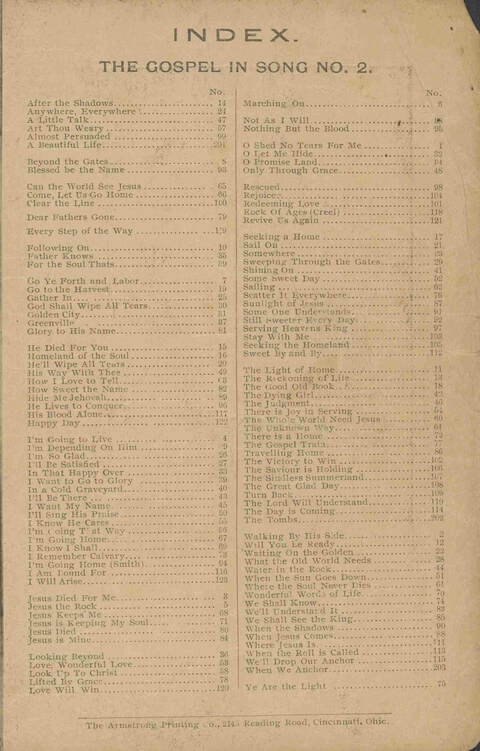 INDEX.
THE GOSPEL IN SONG NO. 2.
No.
After the Shadows 14
Anywhere, Everywhere 24
A Little Talk 47
Art Thou Weary 57
Almost Persuaded 99
A Beautiful Life 201
Beyond the Gates 8
Blessed be the Name 93
Can the World See Jesus 65
Come, Let Us Go Home 66
Clear the Line 100
Dear Fathers Gone 79
Every Step of the Way
Following On 10
Father Knows 35
For the Soul Thats 59
Go Ye Forth and Labor 7
Go to the Harvest 19
Gather In 25
God Shall Wipe All Tears 30
Golden City 51
Greenville 87
Glory to His Name 81
He Died For You 15
Homeland of the Soul 16
He'll Wipe All Tears 20
His Way With Thee 49
How I Love to Tell 63
How Sweet the Name 82
Hide Me Jehovah 89
He Lives to Conquer 96
His Blood Alone 117
Happy Day 122
I'm Going to Live 4
I'm Depending On Him 9
I'm So Glad 26
I'll Be Satisfied 27
In That Happy Over 33
I Want to Go to Glory 39
In a Cold Graveyard 40
I'll Be There 43
I Want My Name 45
I'll Sing His Praise 50
I Know He Cares 55
I'm Going That Way 56
I'm Going Home 67
I Know I Shall 69
I Remember Calvary 73
I'm Going Home (Smith) 94
I Am Bound For 116
I Will Arise 123
Jesus Died For Me 3
Jesus the Rock 5
Jesus Keeps Me 68
Jesus is Keeping My Soul 71
Jesus Died 80
Jesus is Mine 84
Looking Beyond 36
Love, Wonderful Love 53
Look Up To Christ 58
Lifted By Grace 78
Love Will Win 120
No.
Marching On 6
Not As I Will
Nothing But the Blood 95
O Shed No Tears For Me 1
O Let Me Hide 32
O Promise Land 54
Only Through Grace 48
Rescued 98
Rejoice 104
Redeeming Love 101
Rock Of Ages (Creel) 118
Revive Us Again 121
Seeking a Home 17
Sail On 21
Somewhere 23
Sweeping Through the Gates 29
Shining On 41
Some Sweet Day 52
Sailing 62
Scatter It Everywhere 76
Sunlight of Jesus 87
Some One Understands 91
Still Sweeter Every Day 92
Serving Heavens King 97
Stay With Me 103
Seeking the Homeland 105
Sweet By and By 112
The Light of Home 11
The Reckoning of Life 13
The Good Old Book 18
The Dying Girl 42
The Judgment 46
There is Joy in Serving 54
The Whole World Need Jesus 60
The Unknown Way 64
There is a Home 72
The Gospel Train 77
Travelling Home 86
The Victory to Win 102
The Saviour is Holding 106
The Sinless Summerland 107
The Great Glad Day 108
Turn Back 109
The Lord Will Understand 110
The Day is Coming 114
The Tombs 202
Walking By His Side 2
Will You Be Ready 12
Waiting On the Golden 22
What the Old World Needs 28
Water in the Rock 44
When the Sun Goes Down 51
Where the Soul Never Dies 61
Wonderful Words of Life 70
We Shall Know 74
We'll Understand It 83
We Shall See the King 85
When the Shadows 90
When Jesus Comes 88
Where Jesus Is 111
When the Roll is Called 113
We'll Drop Our Anchor 115
When We Anchor 203
Ye Are the Light 75
The Armstrong Printing Co., 2145 Reading Road, Cincinnati, Ohio.